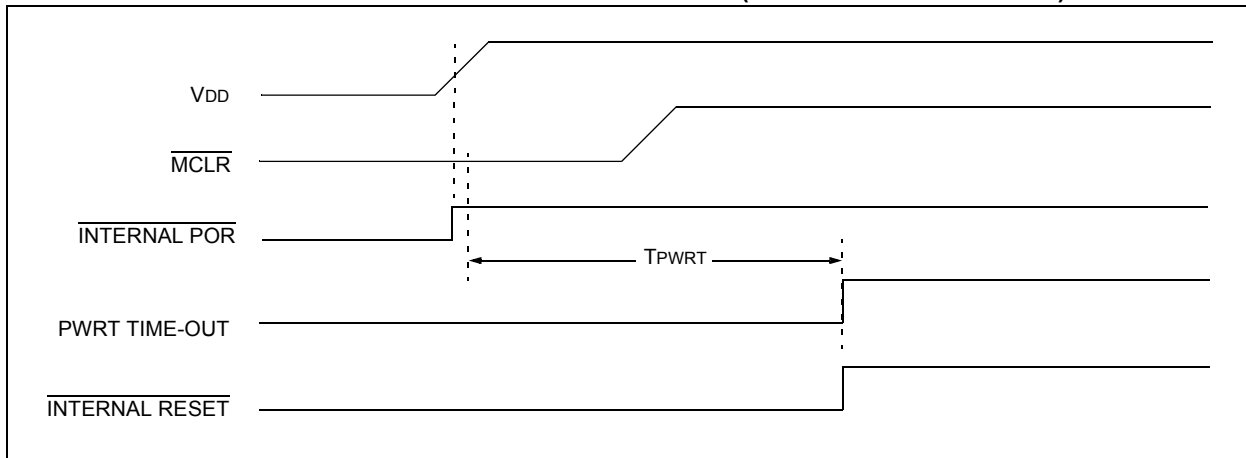 VDD
MCLR
INTERNAL POR
TPWRT
PWRT TIME-OUT
INTERNAL RESET